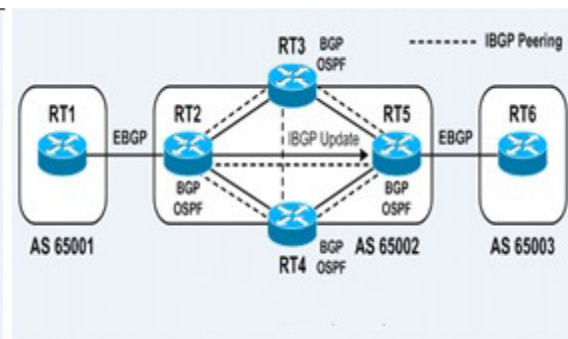 RT3 BGP
OSPF
IBGP Peering
RT1
EBGP
RT2
BGP
OSPF
IBGP Update
RT5
BGP
OSPF
EBGP
RT6
AS 65001
RT4
BGP
OSPF
AS 65002
AS 65003